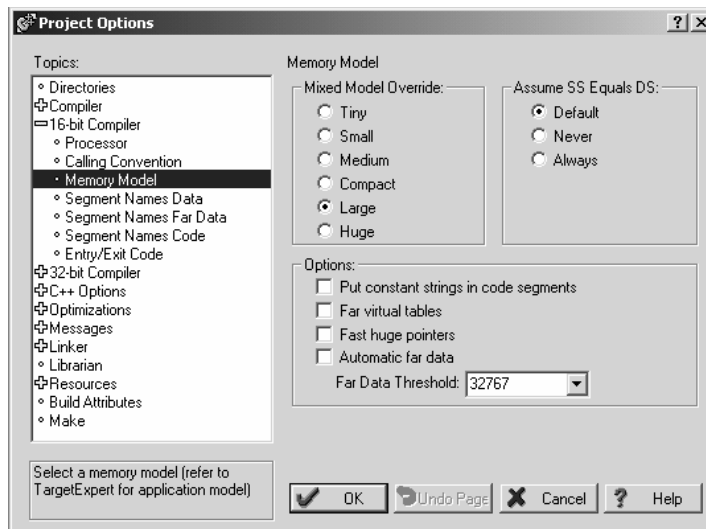 Project Options
Topics:
Directories
Compiler
16-bit Compiler
Processor
Calling Convention
Memory Model
Segment Names Data
Segment Names Far Data
Segment Names Code
Entry/Exit Code
32-bit Compiler
C++ Options
Optimizations
Messages
Linker
Librarian
Resources
Build Attributes
Make
Select a memory model (refer to
TargetExpert for application model)
Memory Model
Mixed Model Override:
Tiny
Small
Medium
Compact
Large
Huge
Assume SS Equals DS:
Default
Never
Always
Options:
Put constant strings in code segments
Far virtual tables
Fast huge pointers
Automatic far data
Far Data Threshold: 32767
OK Undo Page Cancel ? Help